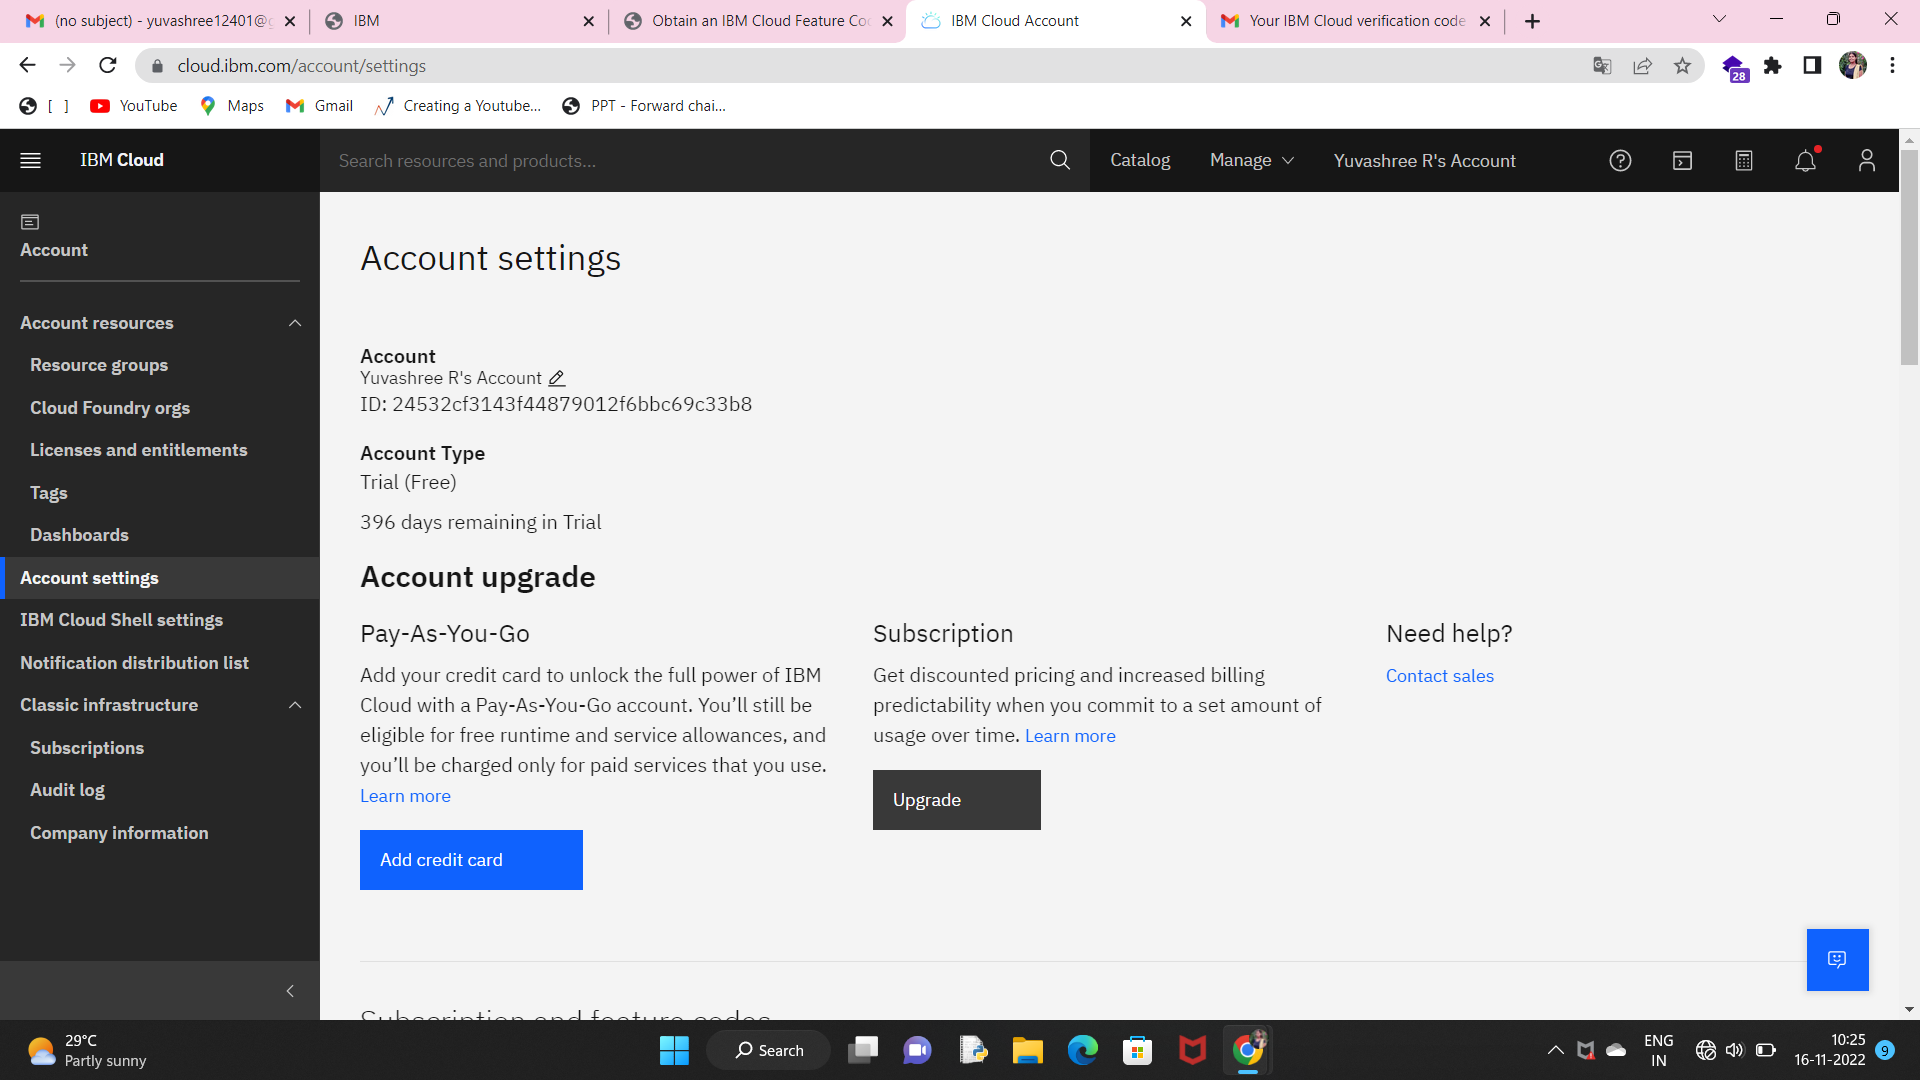 (no subject) - yuvashree12401@g
IBM
Obtain an IBM Cloud Feature Co
IBM Cloud Account
Your IBM Cloud verification code
cloud.ibm.com/account/settings
28
[ ]
YouTube
Maps
Gmail
Creating a Youtube...
PPT - Forward chai...
IBM Cloud
Search resources and products...
Catalog
Manage
Yuvashree R's Account
Account
Account resources
Resource groups
Cloud Foundry orgs
Licenses and entitlements
Tags
Dashboards
Account settings
IBM Cloud Shell settings
Notification distribution list
Classic infrastructure
Subscriptions
Audit log
Company information
Account settings
Account
Yuvashree R's Account
ID: 24532cf3143f44879012f6bbc69c33b8
Account Type
Trial (Free)
396 days remaining in Trial
Account upgrade
Pay-As-You-Go
Add your credit card to unlock the full power of IBM
Cloud with a Pay-As-You-Go account. You’ll still be
eligible for free runtime and service allowances, and
you’ll be charged only for paid services that you use.
Learn more
Add credit card
Subscription
Get discounted pricing and increased billing
predictability when you commit to a set amount of
usage over time. Learn more
Upgrade
Need help?
Contact sales
Subscription and feature codes
29°C
Partly sunny
Search
ENG
IN
10:25
16-11-2022
9